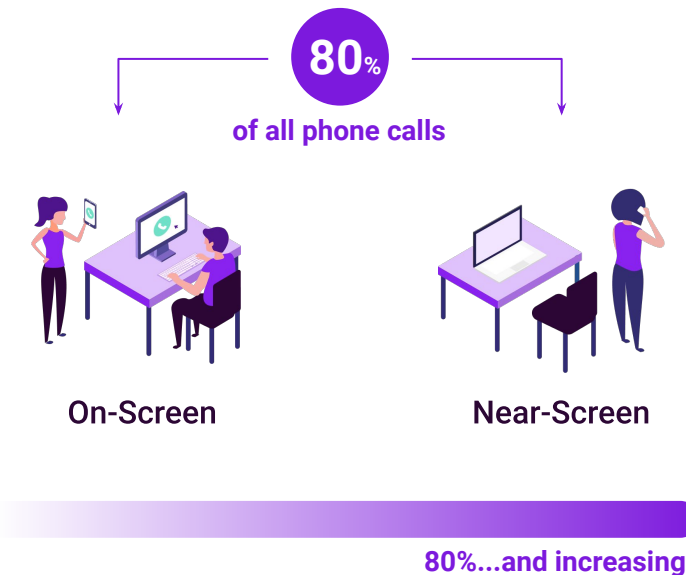 80%
of all phone calls
On-Screen
Near-Screen
80%...and increasing